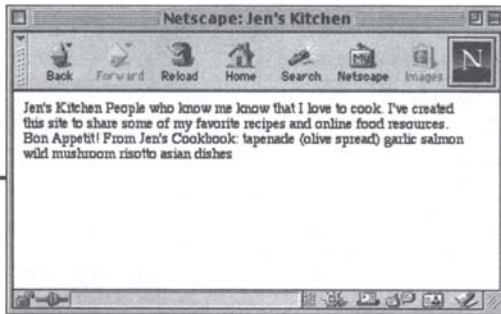 Netscape: Jen's Kitchen
Back Forward Reload Home Search Netscape Images
My
N
Jen's Kitchen People who know me know that I love to cook. I've created
this site to share some of my favorite recipes and online food resources.
Bon Appetit! From Jen's Cookbook: tapenade (olive spread) garlic salmon
wild mushroom risotto asian dishes